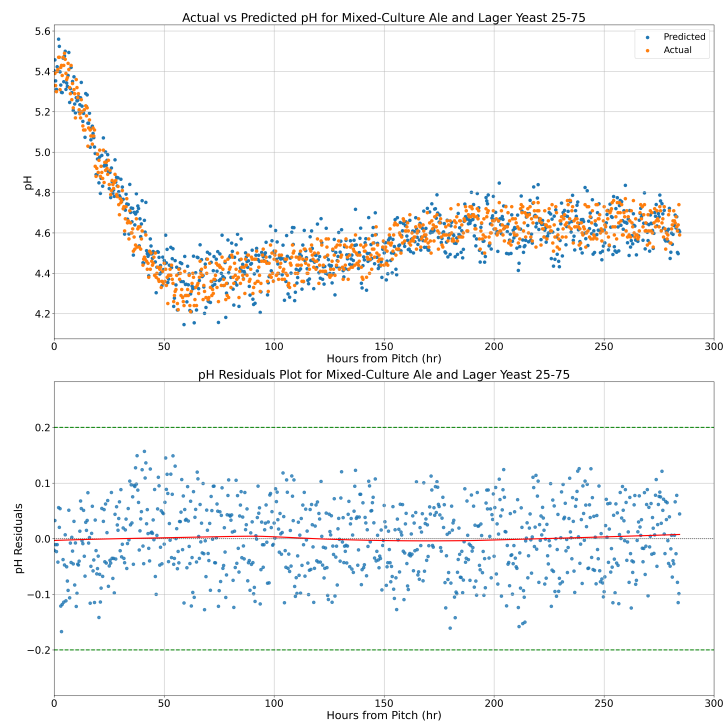 Actual vs Predicted pH for Mixed-Culture Ale and Lager Yeast 25-75
5.6
5.4
5.2
5.0
4.8
4.6
4.4
4.2
pH
Predicted
Actual
0 50 100 150 200 250 300
Hours from Pitch (hr)
pH Residuals Plot for Mixed-Culture Ale and Lager Yeast 25-75
0.2
0.1
0.0
−0.1
−0.2
pH Residuals
0 50 100 150 200 250 300
Hours from Pitch (hr)